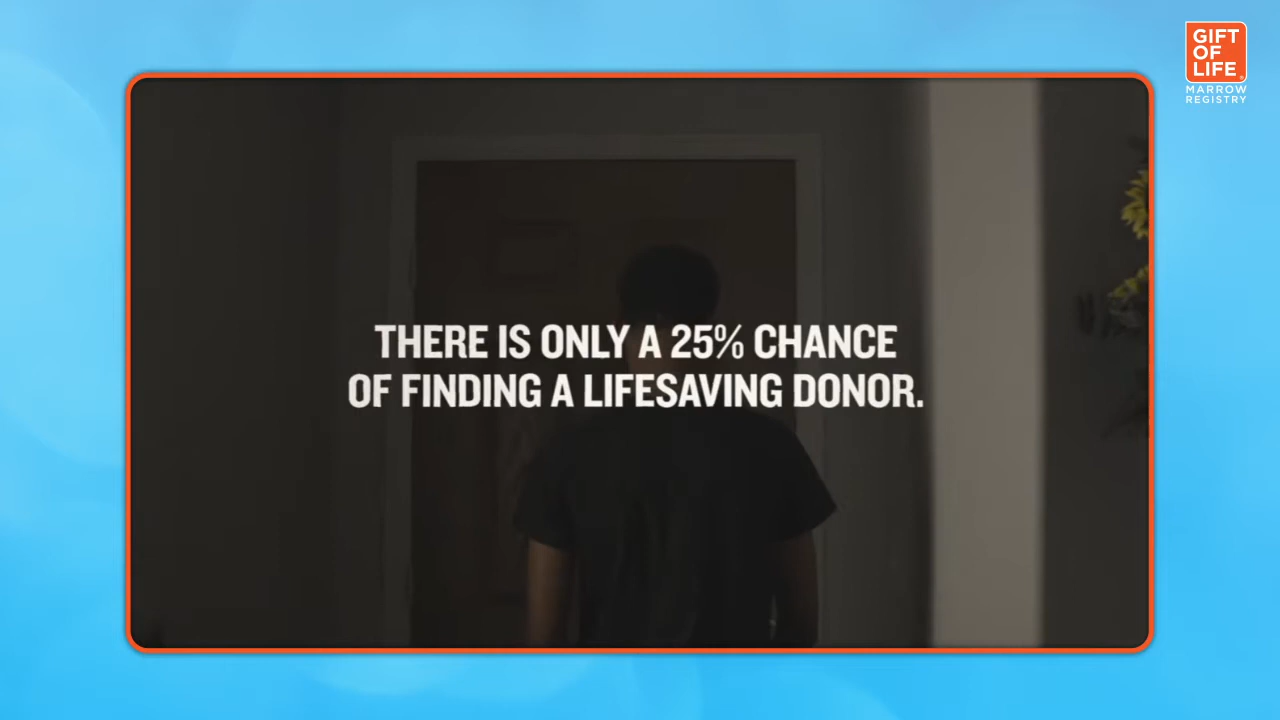 GIFT
OF
LIFE
MARROW
REGISTRY
THERE IS ONLY A 25% CHANCE
OF FINDING A LIFESAVING DONOR.